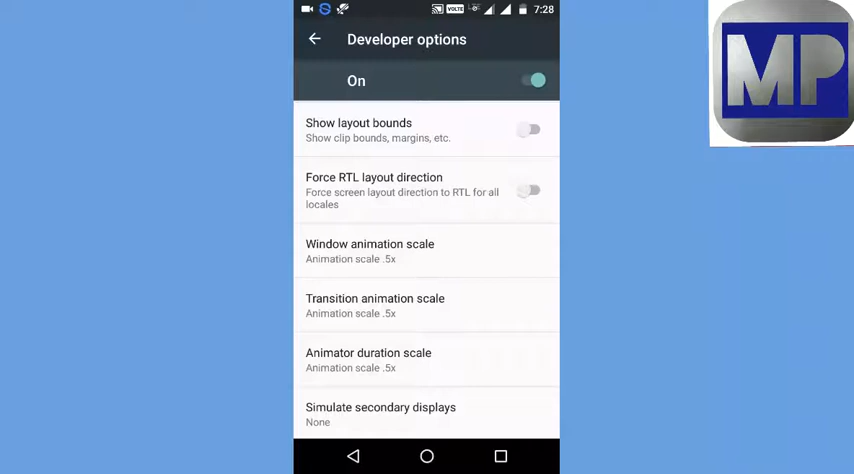 VOLTE 7:28
Developer options
MP
On
Show layout bounds
Show clip bounds, margins, etc.
Force RTL layout direction
Force screen layout direction to RTL for all
locales
Window animation scale
Animation scale .5x
Transition animation scale
Animation scale .5x
Animator duration scale
Animation scale .5x
Simulate secondary displays
None